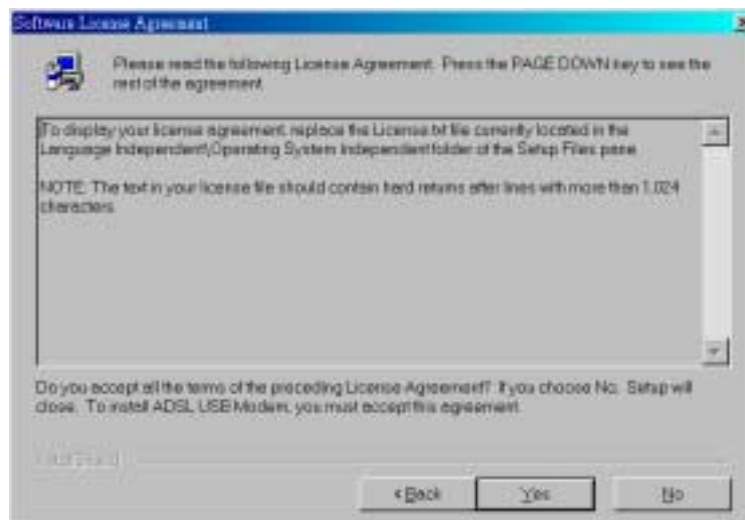 Software License Agreement
Please read the following License Agreement. Press the PAGE DOWN key to see the
rest of the agreement.
To display your license agreement, replace the License.txt file currently located in the
Language Independent\Operating System Independent folder of the Setup Files pane.
NOTE: The text in your license file should contain hard returns after lines with more than 1,024
characters.
Do you accept all the terms of the preceding License Agreement? If you choose No, Setup will
close. To install ADSL USB Modem, you must accept this agreement.
InstallShield
< Back
Yes
No